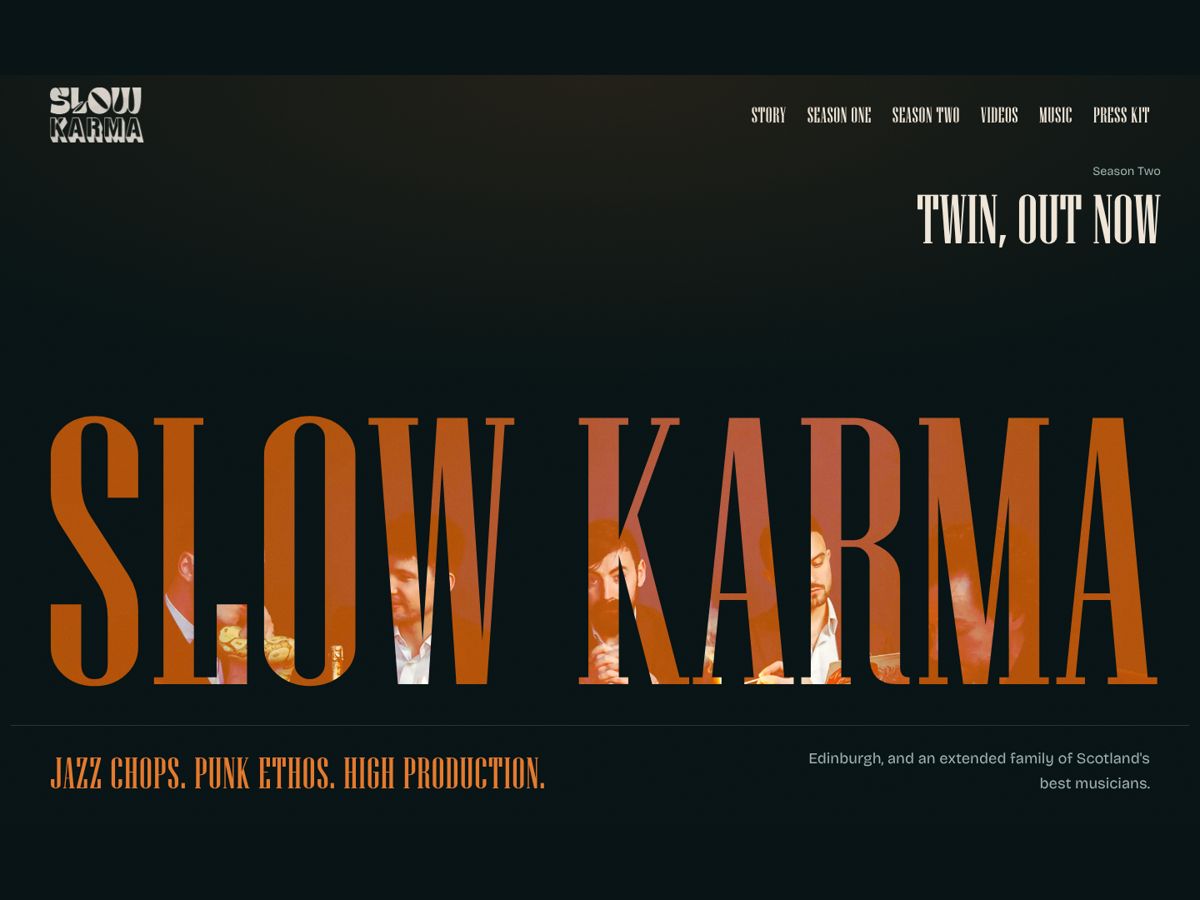 SLOW
KARMA
STORY SEASON ONE SEASON TWO VIDEOS MUSIC PRESS KIT
Season Two
TWIN, OUT NOW
SLOW KARMA
JAZZ CHOPS. PUNK ETHOS. HIGH PRODUCTION.
Edinburgh, and an extended family of Scotland's
best musicians.